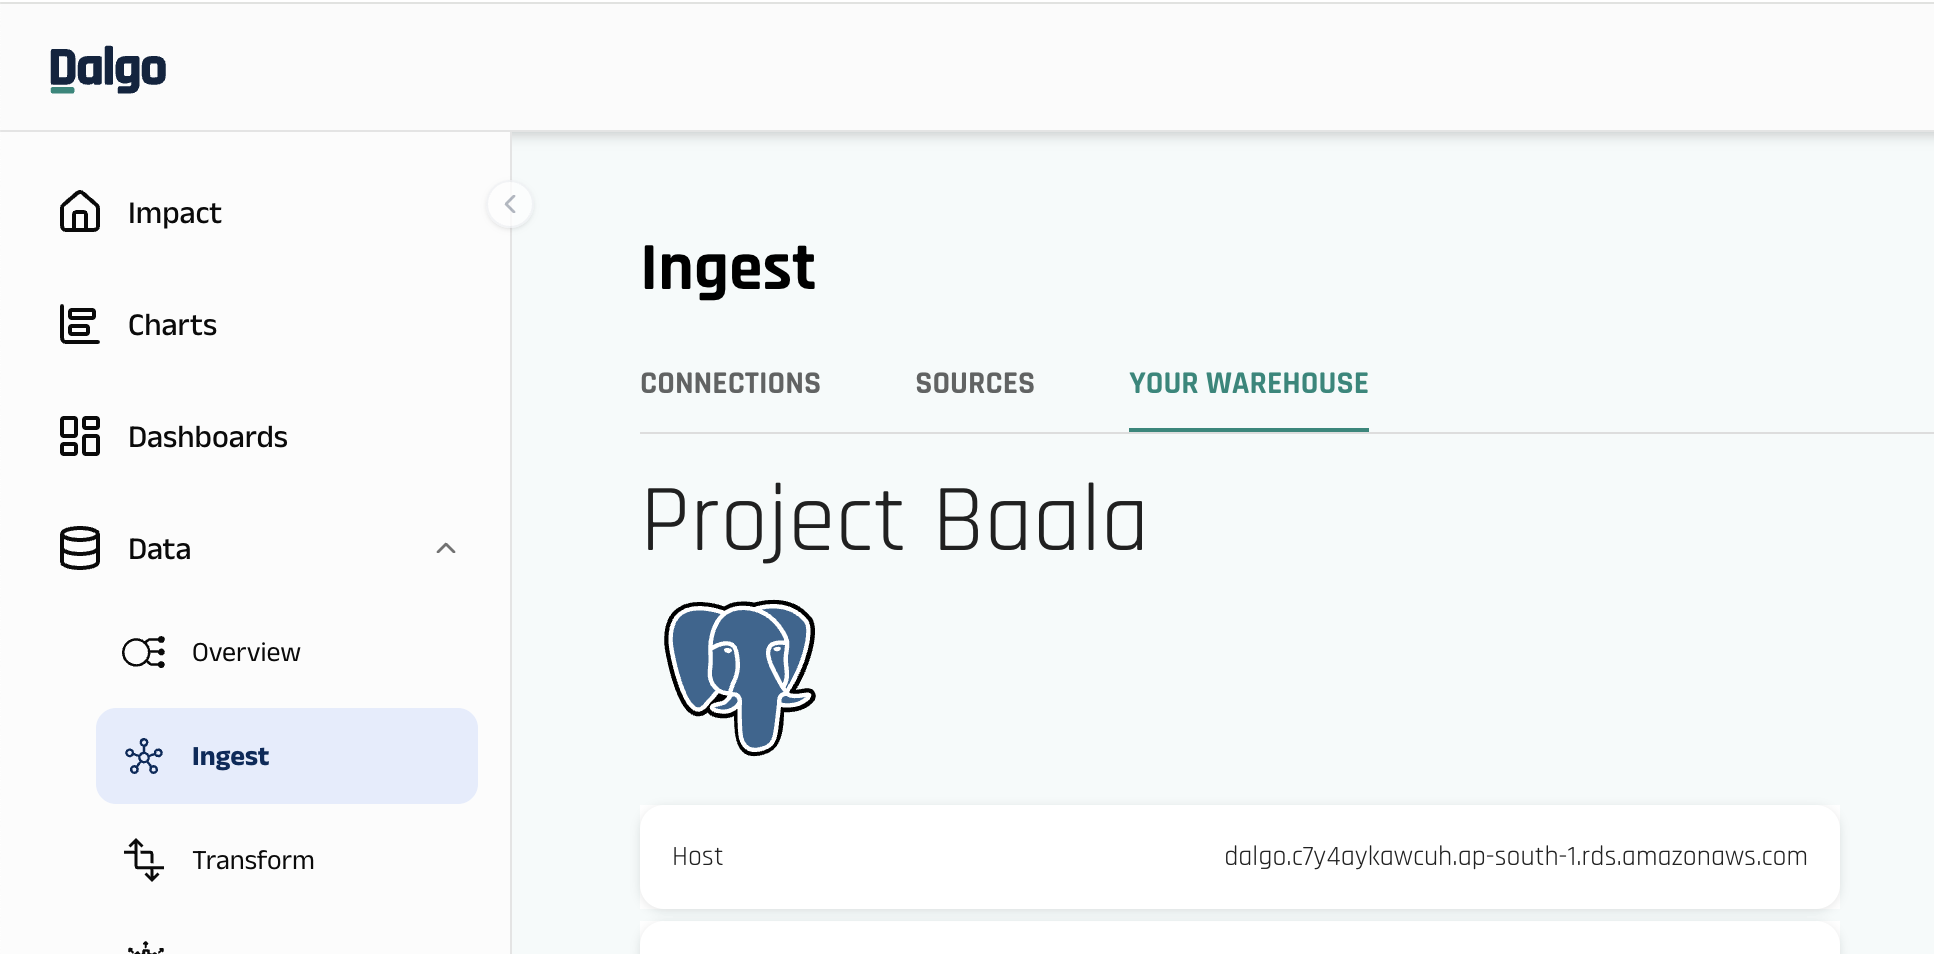 Dalgo
Impact
Charts
Dashboards
Data
Overview
Ingest
Transform
Ingest
CONNECTIONS
SOURCES
YOUR WAREHOUSE
Project Baala
Host
dalgo.c7y4aykawcuh.ap-south-1.rds.amazonaws.com